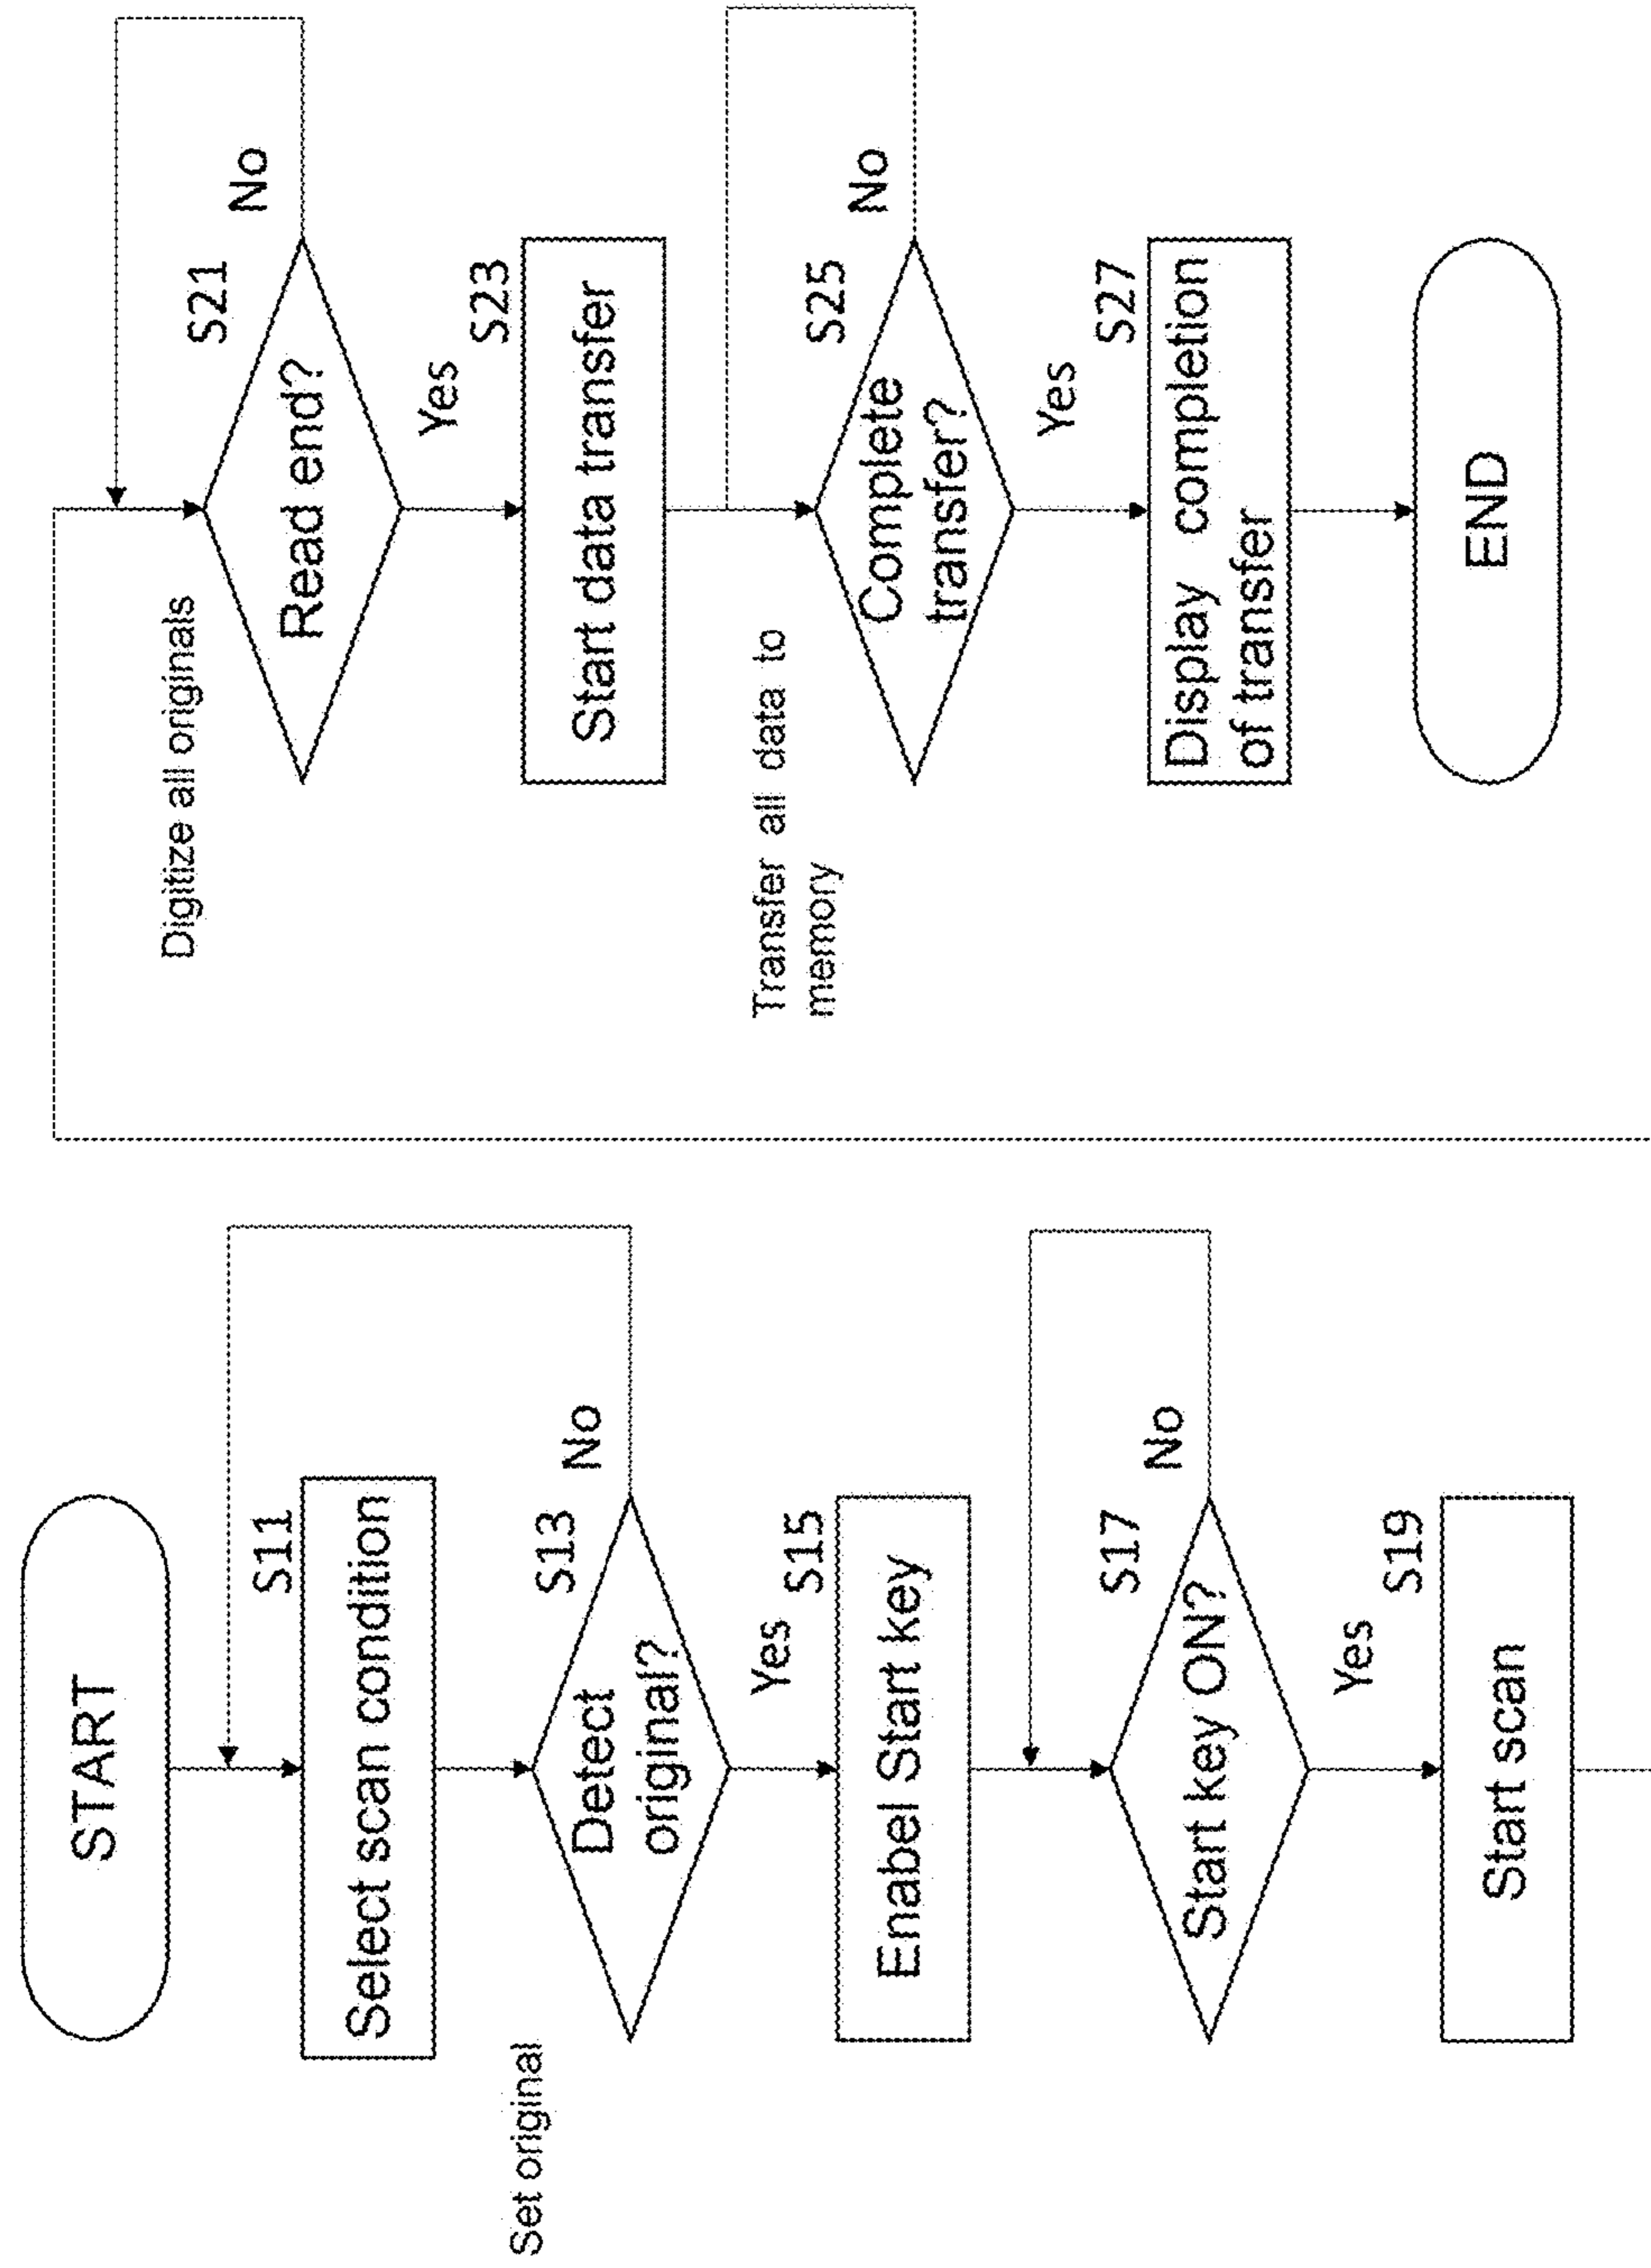 START
S11
Select scan condition
Set original
S13
Detect
original?
No
Yes
S15
Enabel Start key
S17
Start key ON?
No
Yes
S19
Start scan
Digitize all originals
S21
Read end?
No
Yes
S23
Start data transfer
Transfer all data to
memory
S25
Complete
transfer?
No
Yes
S27
Display completion
of transfer
END